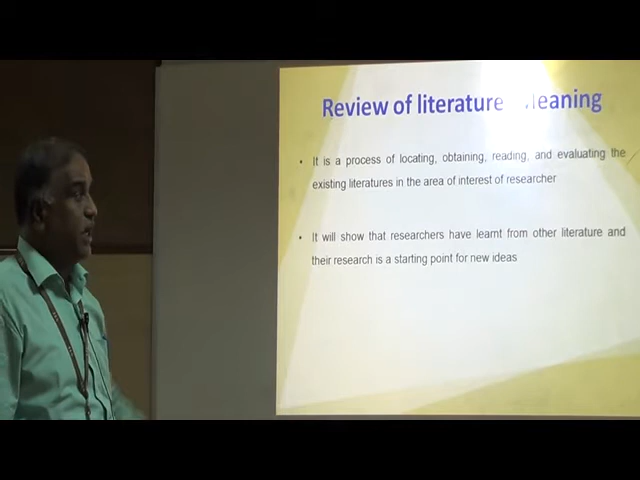 Review of literature Meaning
• It is a process of locating, obtaining, reading, and evaluating the
existing literatures in the area of interest of researcher
• It will show that researchers have learnt from other literature and
their research is a starting point for new ideas